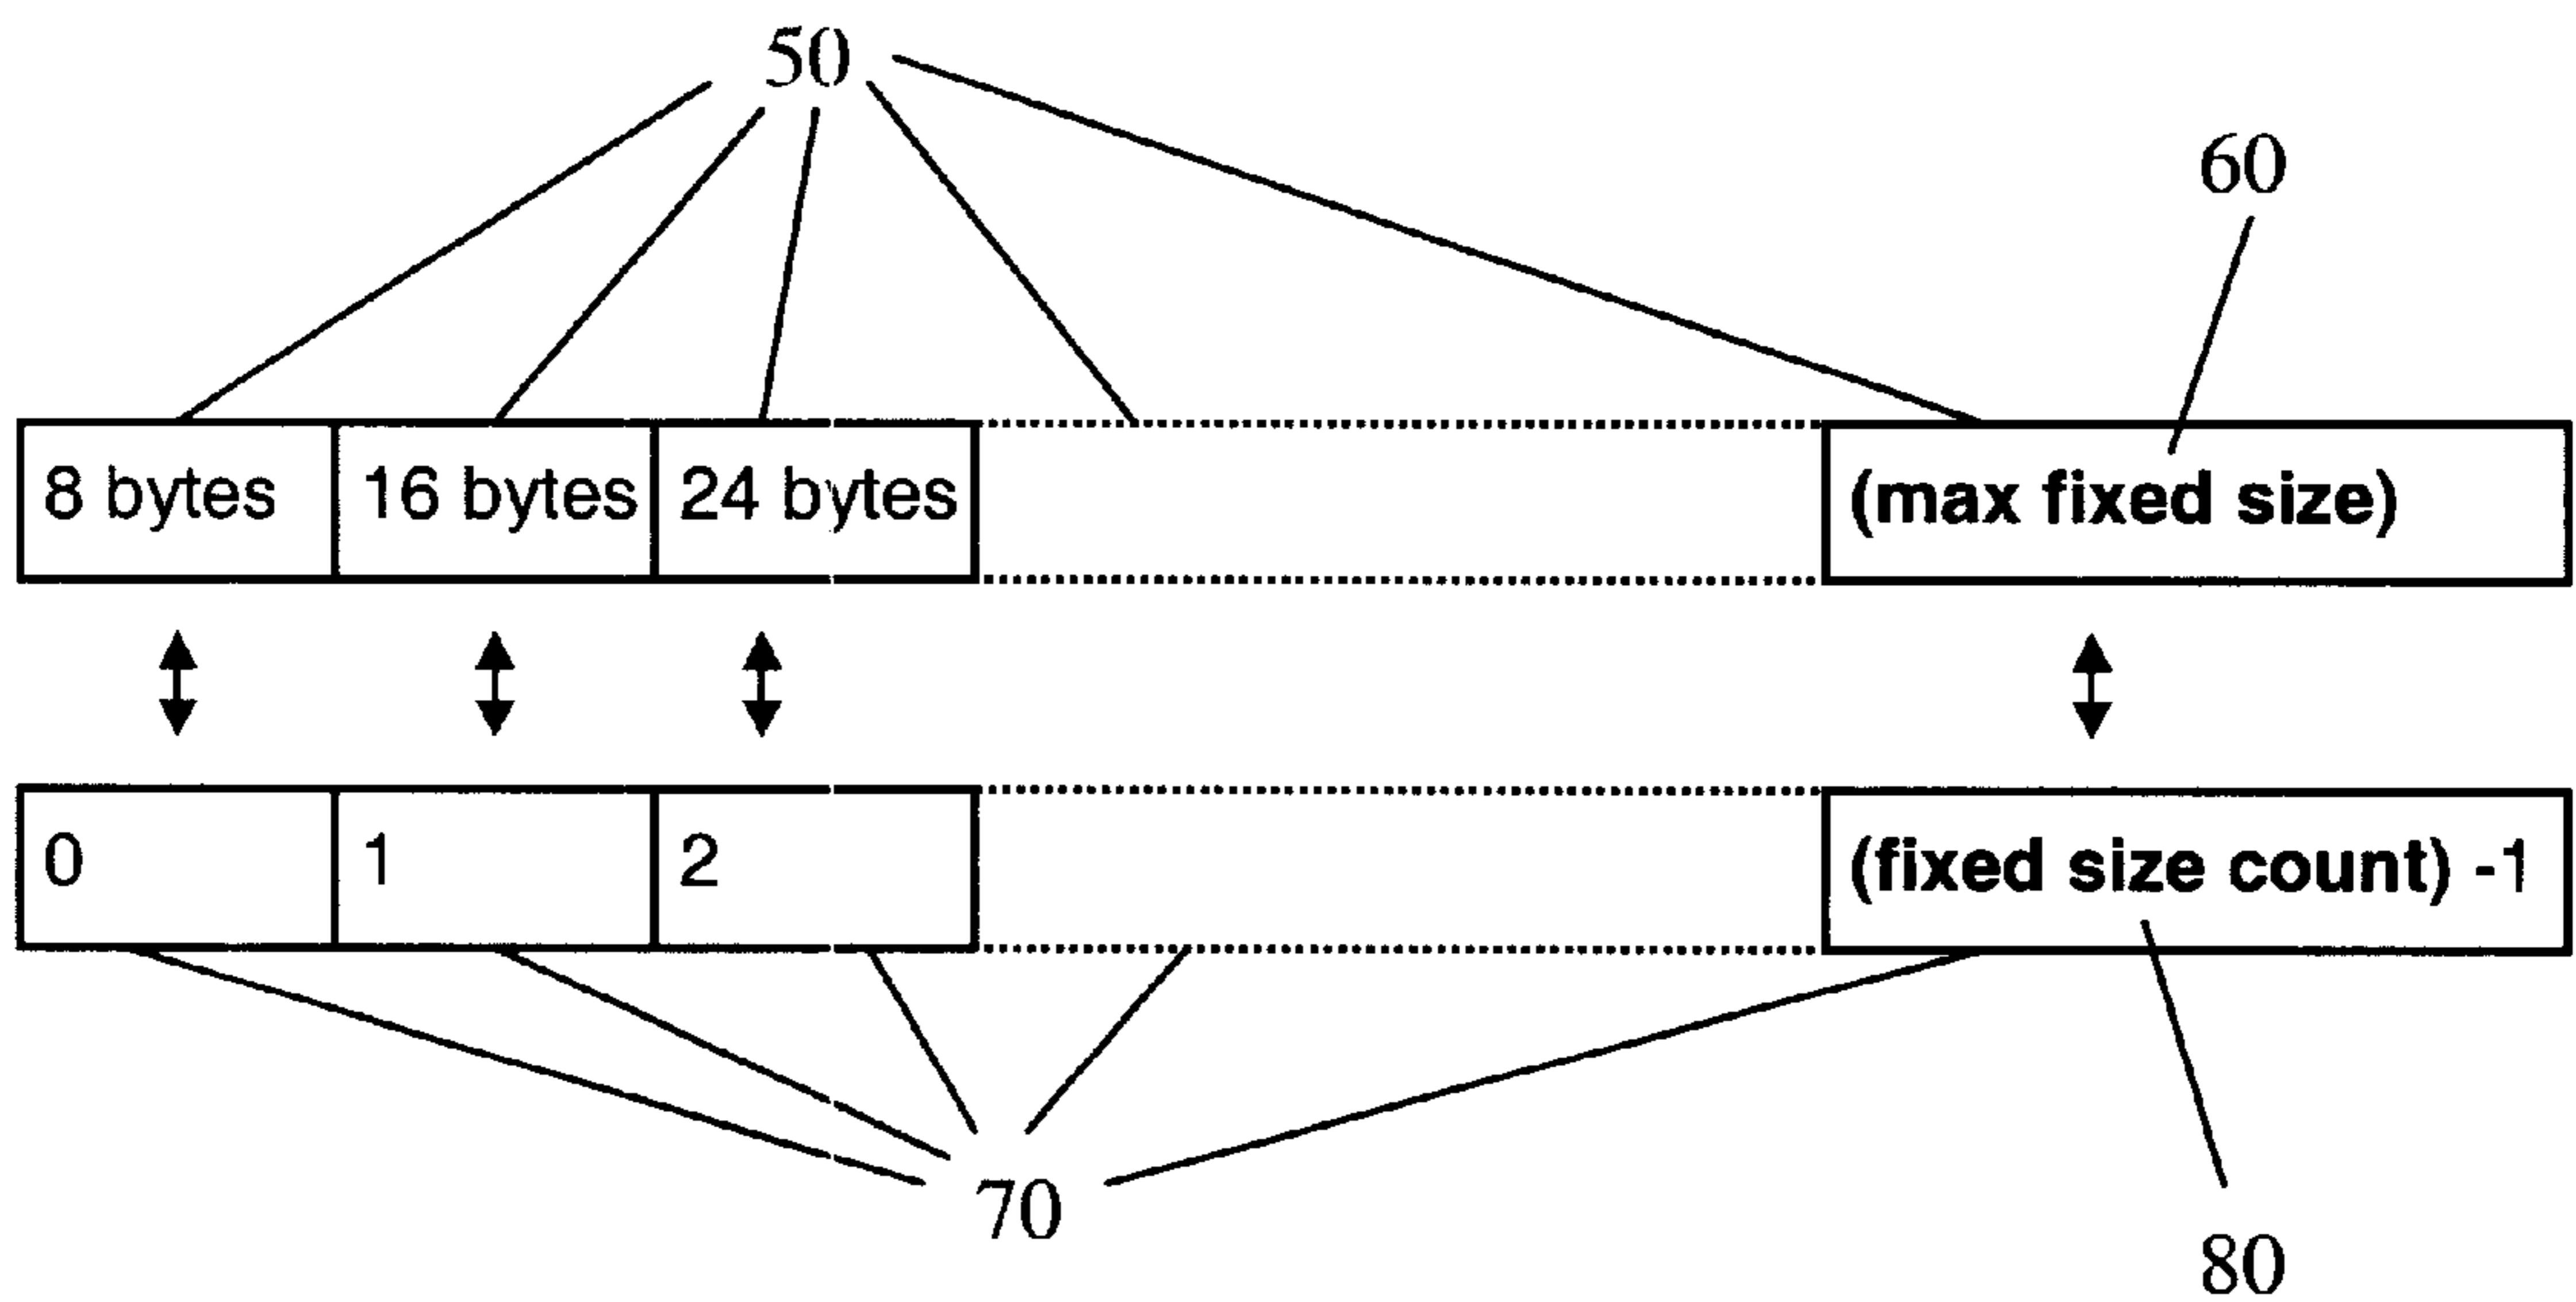 50
60
8 bytes 16 bytes 24 bytes (max fixed size)
0 1 2 (fixed size count) -1
70
80